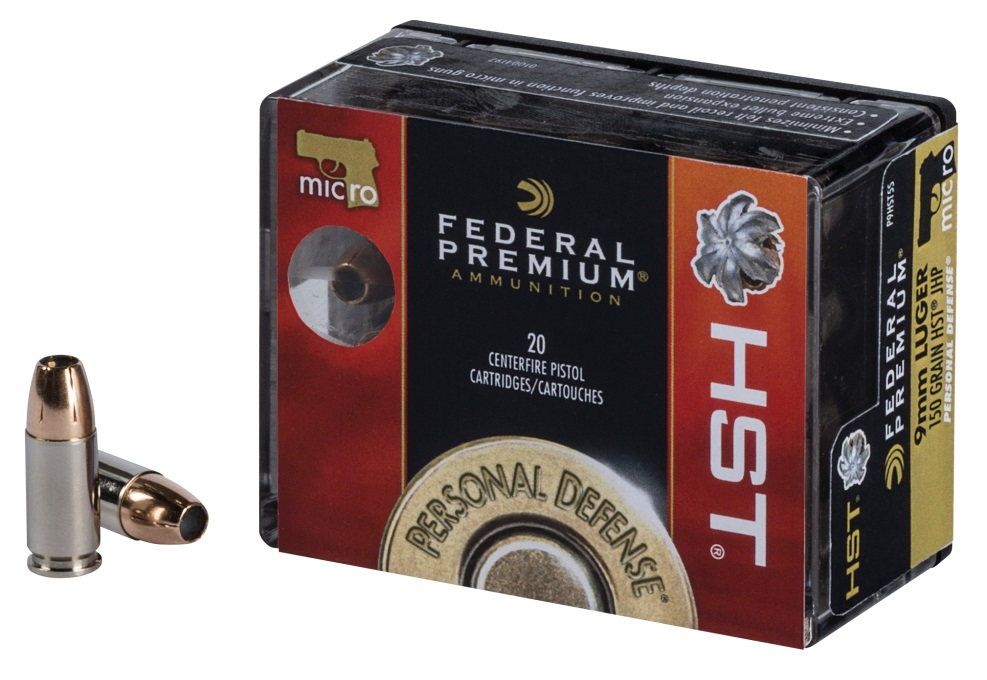 • Minimizes felt recoil and improves function in micro guns
• Extreme bullet expansion
• Consistent penetration depths
micro
FEDERAL
PREMIUM®
AMMUNITION
20
CENTERFIRE PISTOL
CARTRIDGES/CARTOUCHES
PERSONAL DEFENSE®
HST®
HST®
FEDERAL
PREMIUM®
P9HST5S
9mm LUGER
150 GRAIN HST® JHP
PERSONAL DEFENSE®
micro